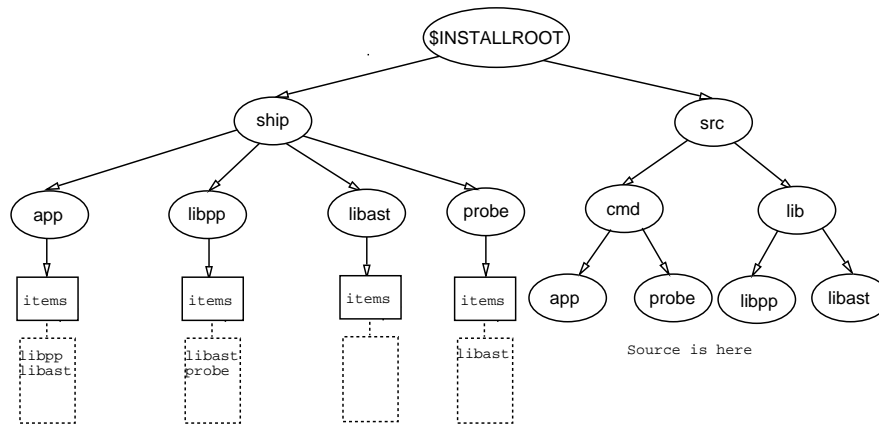 $INSTALLROOT
ship
src
app
libpp
libast
probe
cmd
lib
items
items
items
items
app
probe
libpp
libast
libpp
libast
libast
probe
libast
Source is here